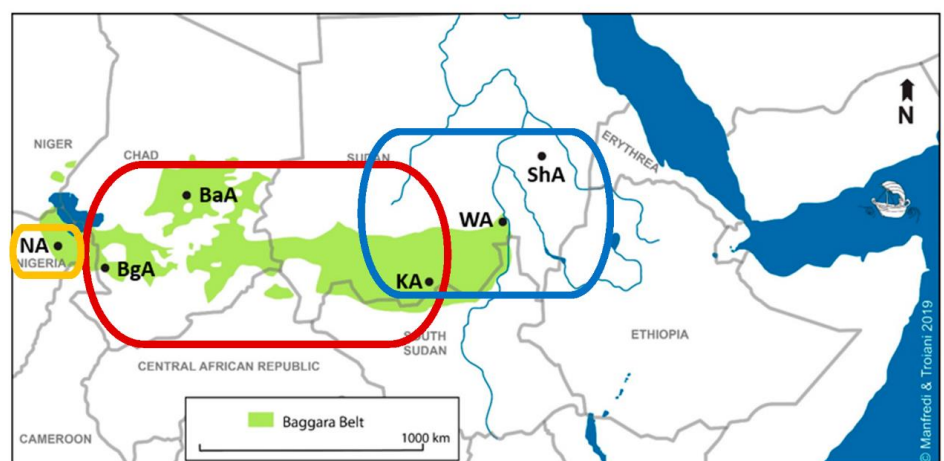 NIGER
CHAD
SUDAN
ERYTHREA
N
BaA
ShA
WA
NA
NIGERIA
BgA
KA
SOUTH
SUDAN
ETHIOPIA
CENTRAL AFRICAN REPUBLIC
CAMEROON
Baggara Belt
1000 km
© Manfredi & Troiani 2019